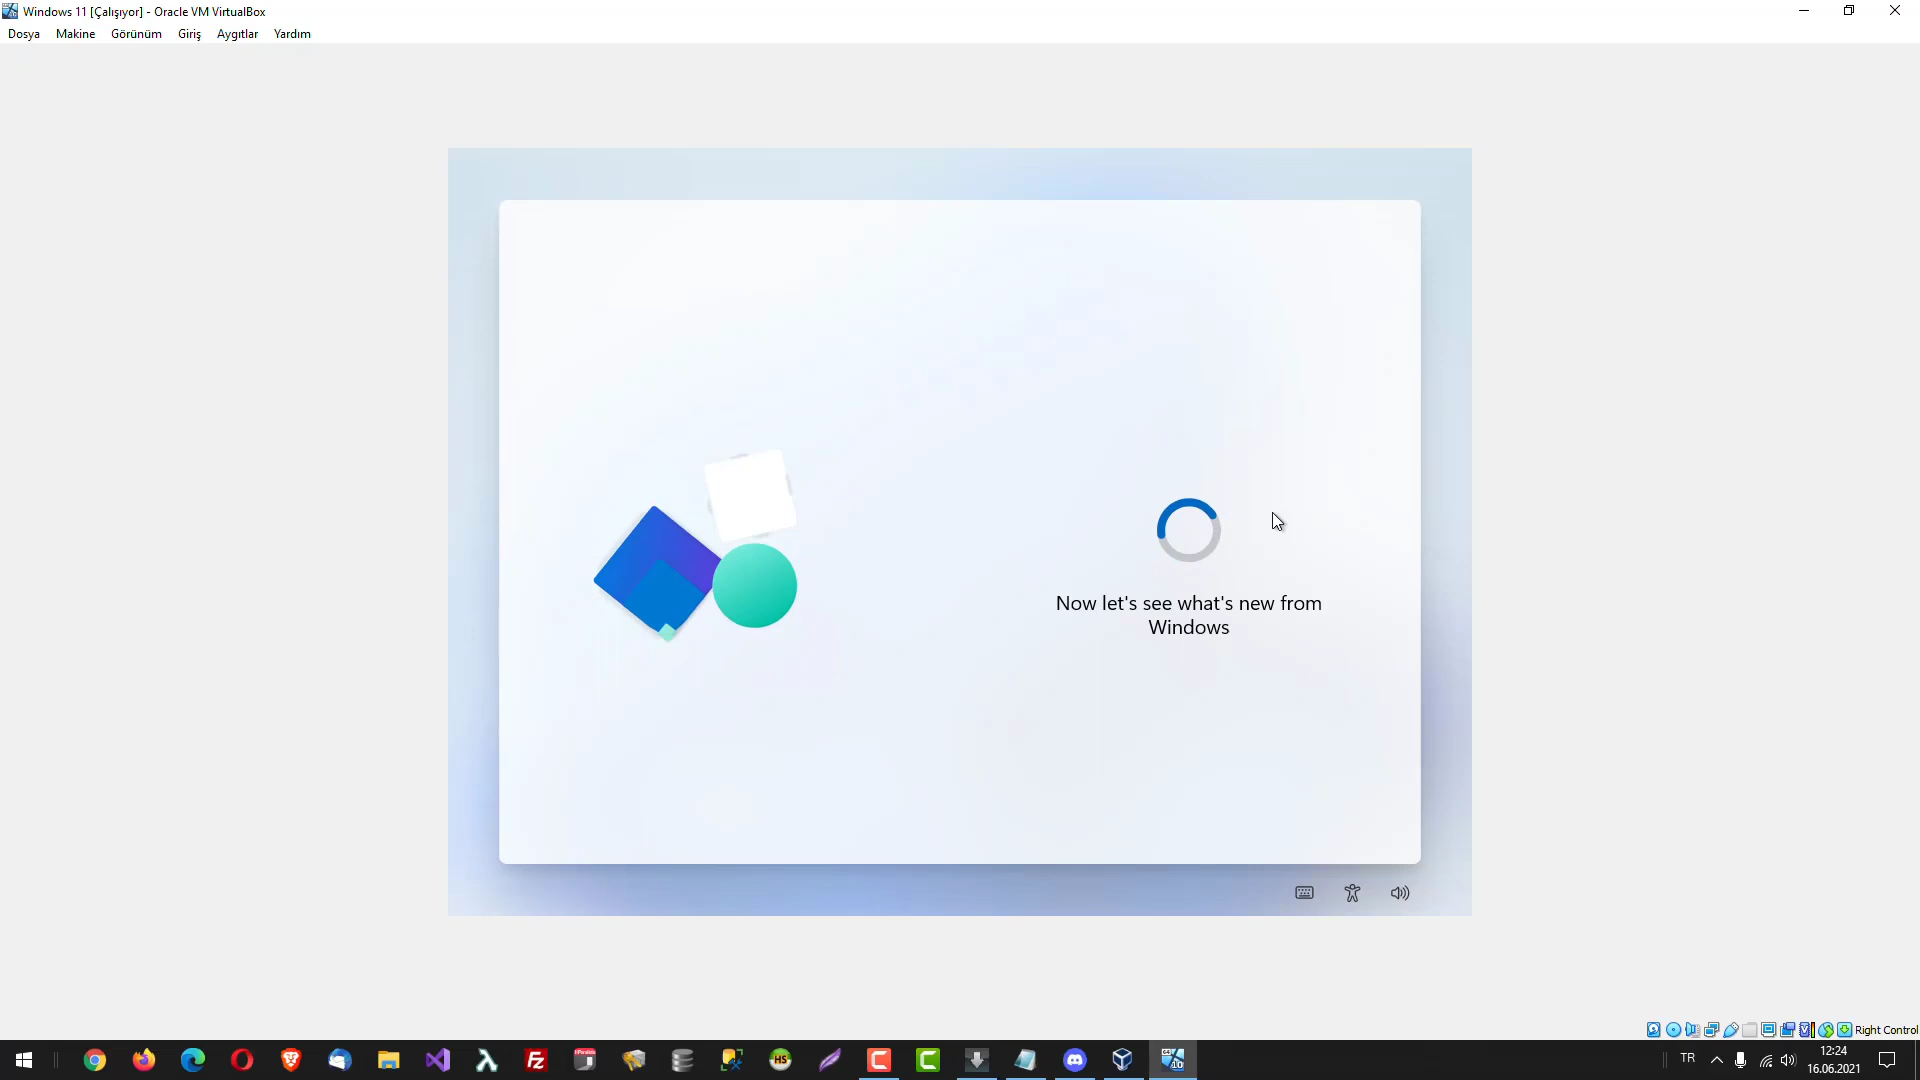 Windows 11 [Çalışıyor] - Oracle VM VirtualBox
Dosya Makine Görünüm Giriş Aygıtlar Yardım
Now let's see what's new from
Windows
Right Control
TR
12:24
16.06.2021